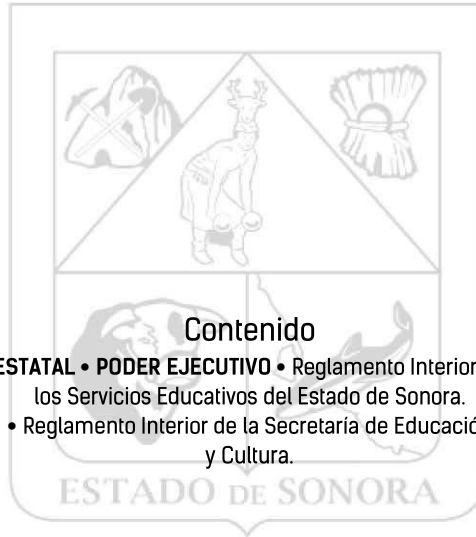 Contenido
ESTATAL • PODER EJECUTIVO • Reglamento Interior
los Servicios Educativos del Estado de Sonora.
• Reglamento Interior de la Secretaría de Educació
y Cultura.
ESTADO DE SONORA